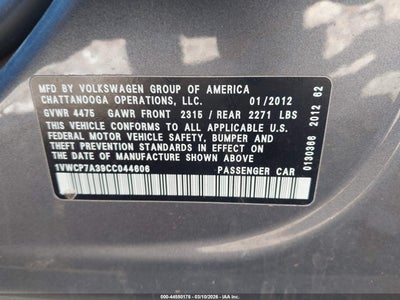 MFD BY VOLKSWAGEN GROUP OF AMERICA
CHATTANOOGA OPERATIONS, LLC. 01/2012
GVWR 4475 GAWR FRONT 2315 / REAR 2271 LBS
THIS VEHICLE CONFORMS TO ALL APPLICABLE U.S.
FEDERAL MOTOR VEHICLE SAFETY, BUMPER AND
THEFT PREVENTION STANDARDS IN EFFECT ON THE
DATE OF MANUFACTURE SHOWN ABOVE.
1VWCP7A39CC044606 PASSENGER CAR
0130366 2012 62
000-44550178 - 03/10/2026 - IAA Inc.